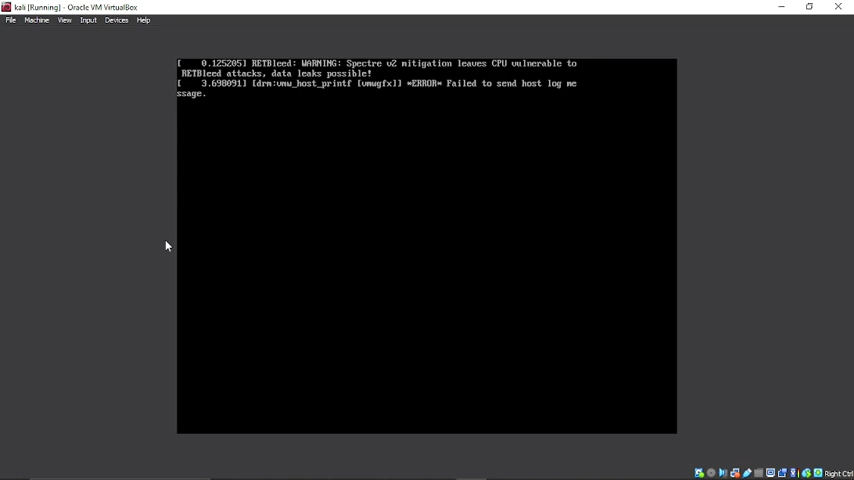 kali [Running] - Oracle VM VirtualBox
File Machine View Input Devices Help
[    0.125205] RETBleed: WARNING: Spectre v2 mitigation leaves CPU vulnerable to
RETBleed attacks, data leaks possible!
[    3.698091] [drm:vmw_host_printf [vmwgfx]] *ERROR* Failed to send host log me
ssage.
Right Ctrl